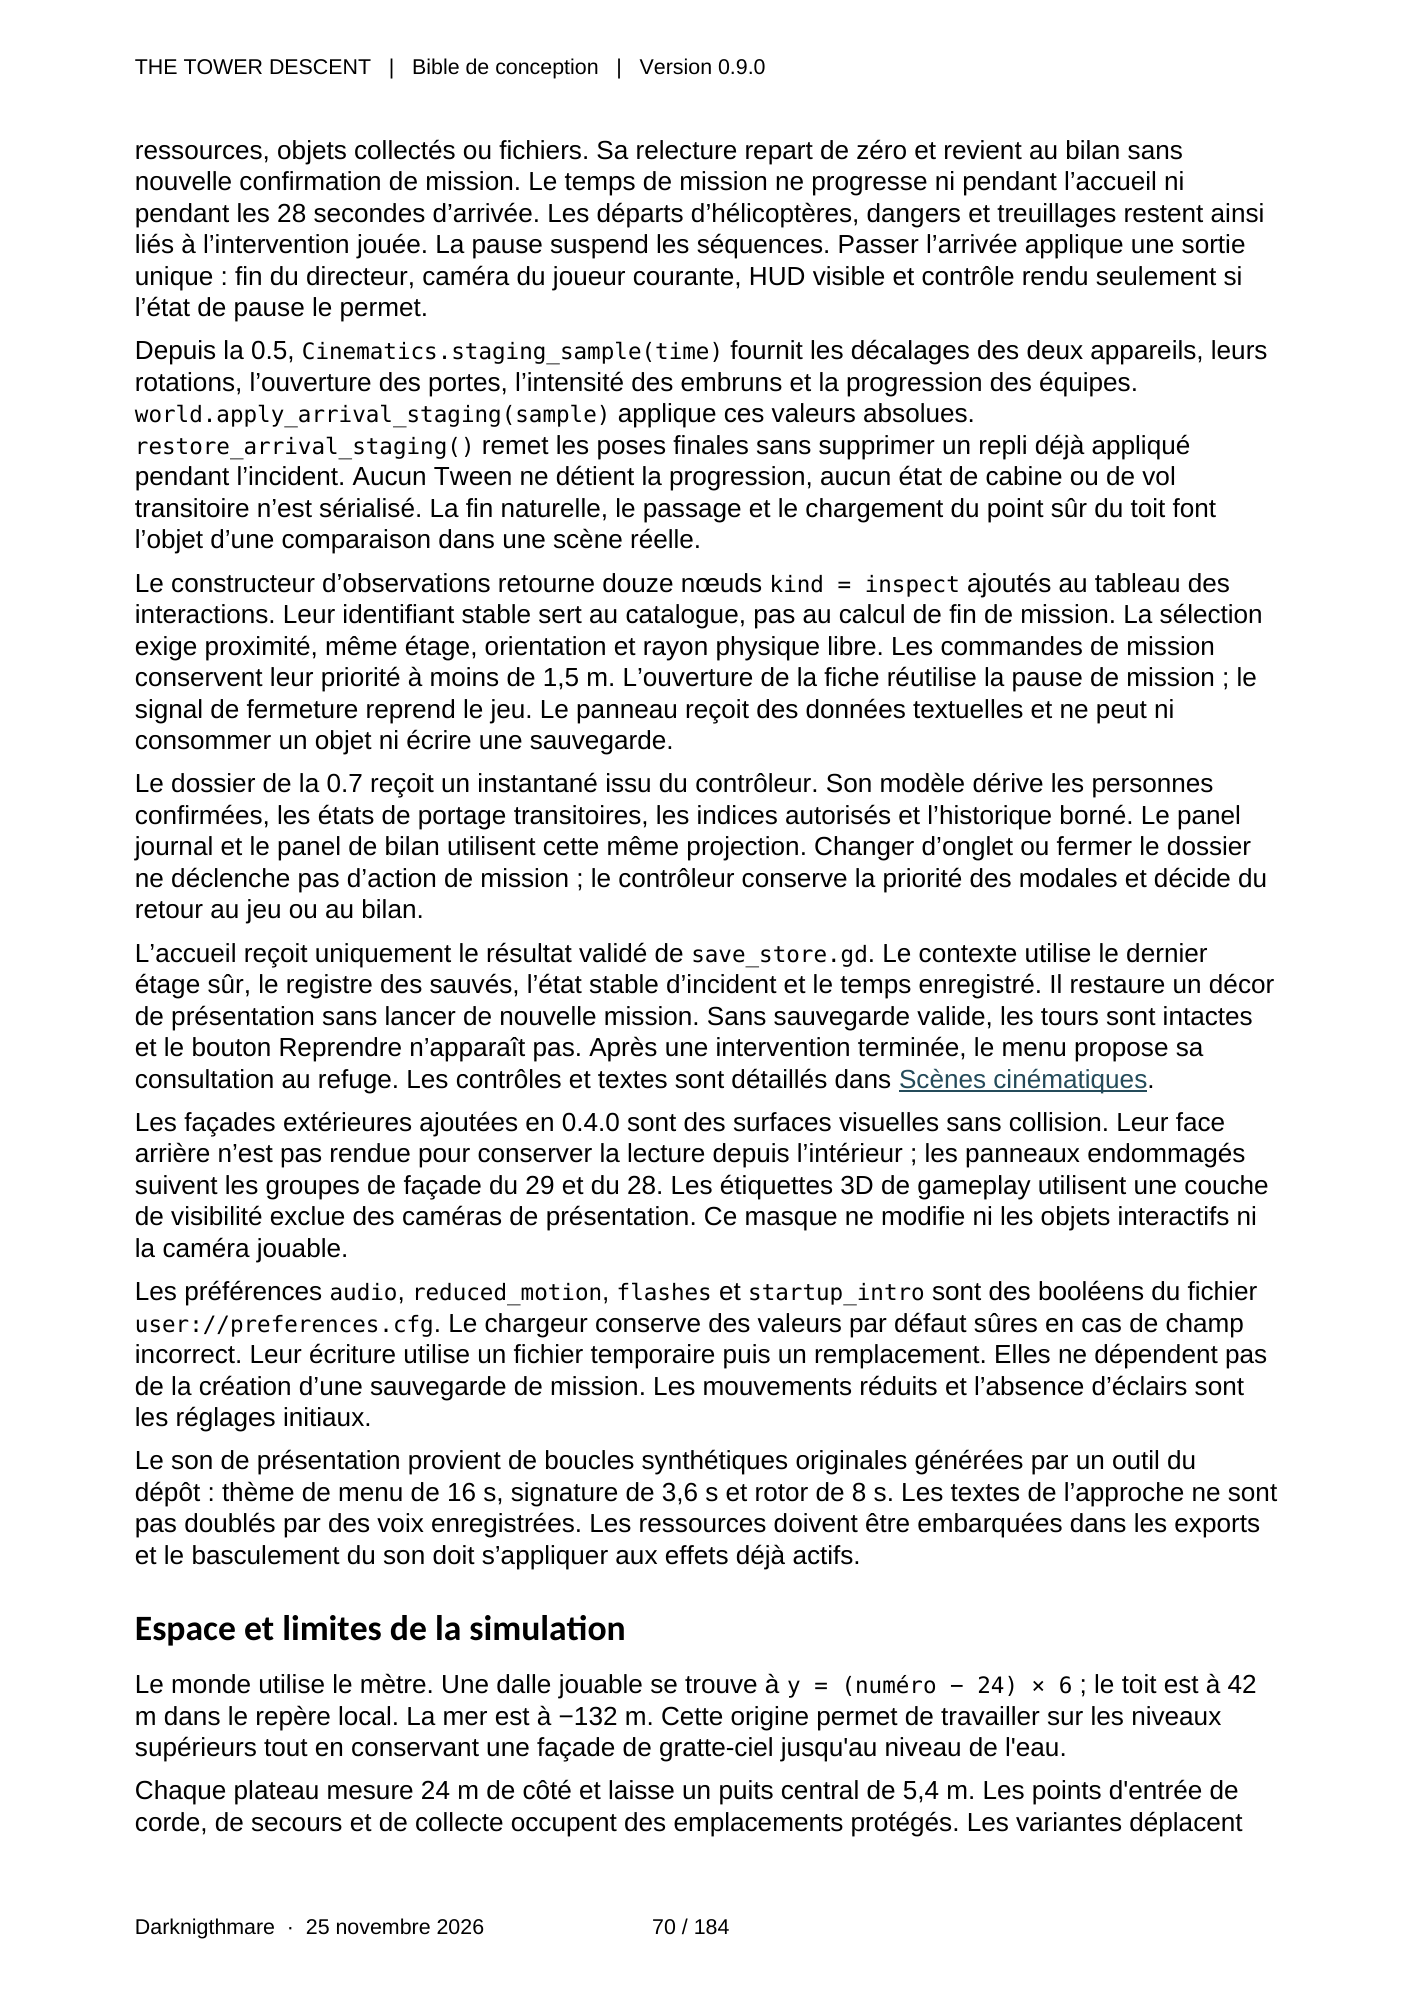 THE TOWER DESCENT | Bible de conception | Version 0.9.0
ressources, objets collectés ou fichiers. Sa relecture repart de zéro et revient au bilan sans
nouvelle confirmation de mission. Le temps de mission ne progresse ni pendant l’accueil ni
pendant les 28 secondes d’arrivée. Les départs d’hélicoptères, dangers et treuillages restent ainsi
liés à l’intervention jouée. La pause suspend les séquences. Passer l’arrivée applique une sortie
unique : fin du directeur, caméra du joueur courante, HUD visible et contrôle rendu seulement si
l’état de pause le permet.
Depuis la 0.5, Cinematics.staging_sample(time) fournit les décalages des deux appareils, leurs
rotations, l’ouverture des portes, l’intensité des embruns et la progression des équipes.
world.apply_arrival_staging(sample) applique ces valeurs absolues.
restore_arrival_staging() remet les poses finales sans supprimer un repli déjà appliqué
pendant l’incident. Aucun Tween ne détient la progression, aucun état de cabine ou de vol
transitoire n’est sérialisé. La fin naturelle, le passage et le chargement du point sûr du toit font
l’objet d’une comparaison dans une scène réelle.
Le constructeur d’observations retourne douze nœuds kind = inspect ajoutés au tableau des
interactions. Leur identifiant stable sert au catalogue, pas au calcul de fin de mission. La sélection
exige proximité, même étage, orientation et rayon physique libre. Les commandes de mission
conservent leur priorité à moins de 1,5 m. L’ouverture de la fiche réutilise la pause de mission ; le
signal de fermeture reprend le jeu. Le panneau reçoit des données textuelles et ne peut ni
consommer un objet ni écrire une sauvegarde.
Le dossier de la 0.7 reçoit un instantané issu du contrôleur. Son modèle dérive les personnes
confirmées, les états de portage transitoires, les indices autorisés et l’historique borné. Le panel
journal et le panel de bilan utilisent cette même projection. Changer d’onglet ou fermer le dossier
ne déclenche pas d’action de mission ; le contrôleur conserve la priorité des modales et décide du
retour au jeu ou au bilan.
L’accueil reçoit uniquement le résultat validé de save_store.gd. Le contexte utilise le dernier
étage sûr, le registre des sauvés, l’état stable d’incident et le temps enregistré. Il restaure un décor
de présentation sans lancer de nouvelle mission. Sans sauvegarde valide, les tours sont intactes
et le bouton Reprendre n’apparaît pas. Après une intervention terminée, le menu propose sa
consultation au refuge. Les contrôles et textes sont détaillés dans Scènes cinématiques.
Les façades extérieures ajoutées en 0.4.0 sont des surfaces visuelles sans collision. Leur face
arrière n’est pas rendue pour conserver la lecture depuis l’intérieur ; les panneaux endommagés
suivent les groupes de façade du 29 et du 28. Les étiquettes 3D de gameplay utilisent une couche
de visibilité exclue des caméras de présentation. Ce masque ne modifie ni les objets interactifs ni
la caméra jouable.
Les préférences audio, reduced_motion, flashes et startup_intro sont des booléens du fichier
user://preferences.cfg. Le chargeur conserve des valeurs par défaut sûres en cas de champ
incorrect. Leur écriture utilise un fichier temporaire puis un remplacement. Elles ne dépendent pas
de la création d’une sauvegarde de mission. Les mouvements réduits et l’absence d’éclairs sont
les réglages initiaux.
Le son de présentation provient de boucles synthétiques originales générées par un outil du
dépôt : thème de menu de 16 s, signature de 3,6 s et rotor de 8 s. Les textes de l’approche ne sont
pas doublés par des voix enregistrées. Les ressources doivent être embarquées dans les exports
et le basculement du son doit s’appliquer aux effets déjà actifs.
Espace et limites de la simulation
Le monde utilise le mètre. Une dalle jouable se trouve à y = (numéro − 24) × 6 ; le toit est à 42
m dans le repère local. La mer est à −132 m. Cette origine permet de travailler sur les niveaux
supérieurs tout en conservant une façade de gratte-ciel jusqu'au niveau de l'eau.
Chaque plateau mesure 24 m de côté et laisse un puits central de 5,4 m. Les points d'entrée de
corde, de secours et de collecte occupent des emplacements protégés. Les variantes déplacent
Darknigthmare · 25 novembre 2026 70 / 184